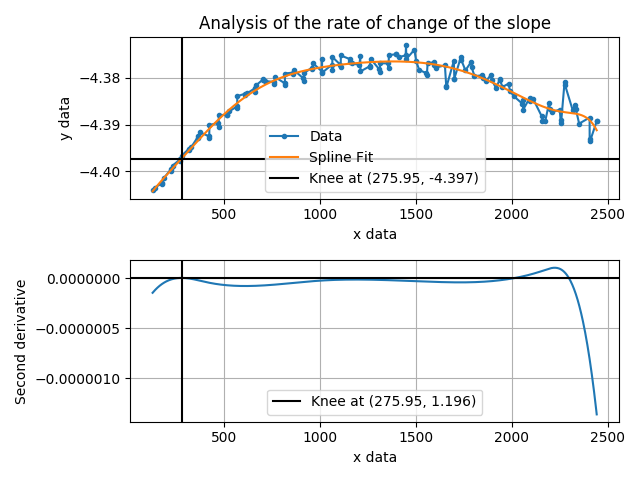 Analysis of the rate of change of the slope
−4.38
−4.39
−4.40
y data
Data
Spline Fit
Knee at (275.95, -4.397)
500
1000
1500
2000
2500
x data
0.0000000
−0.0000005
−0.0000010
Second derivative
Knee at (275.95, 1.196)
500
1000
1500
2000
2500
x data